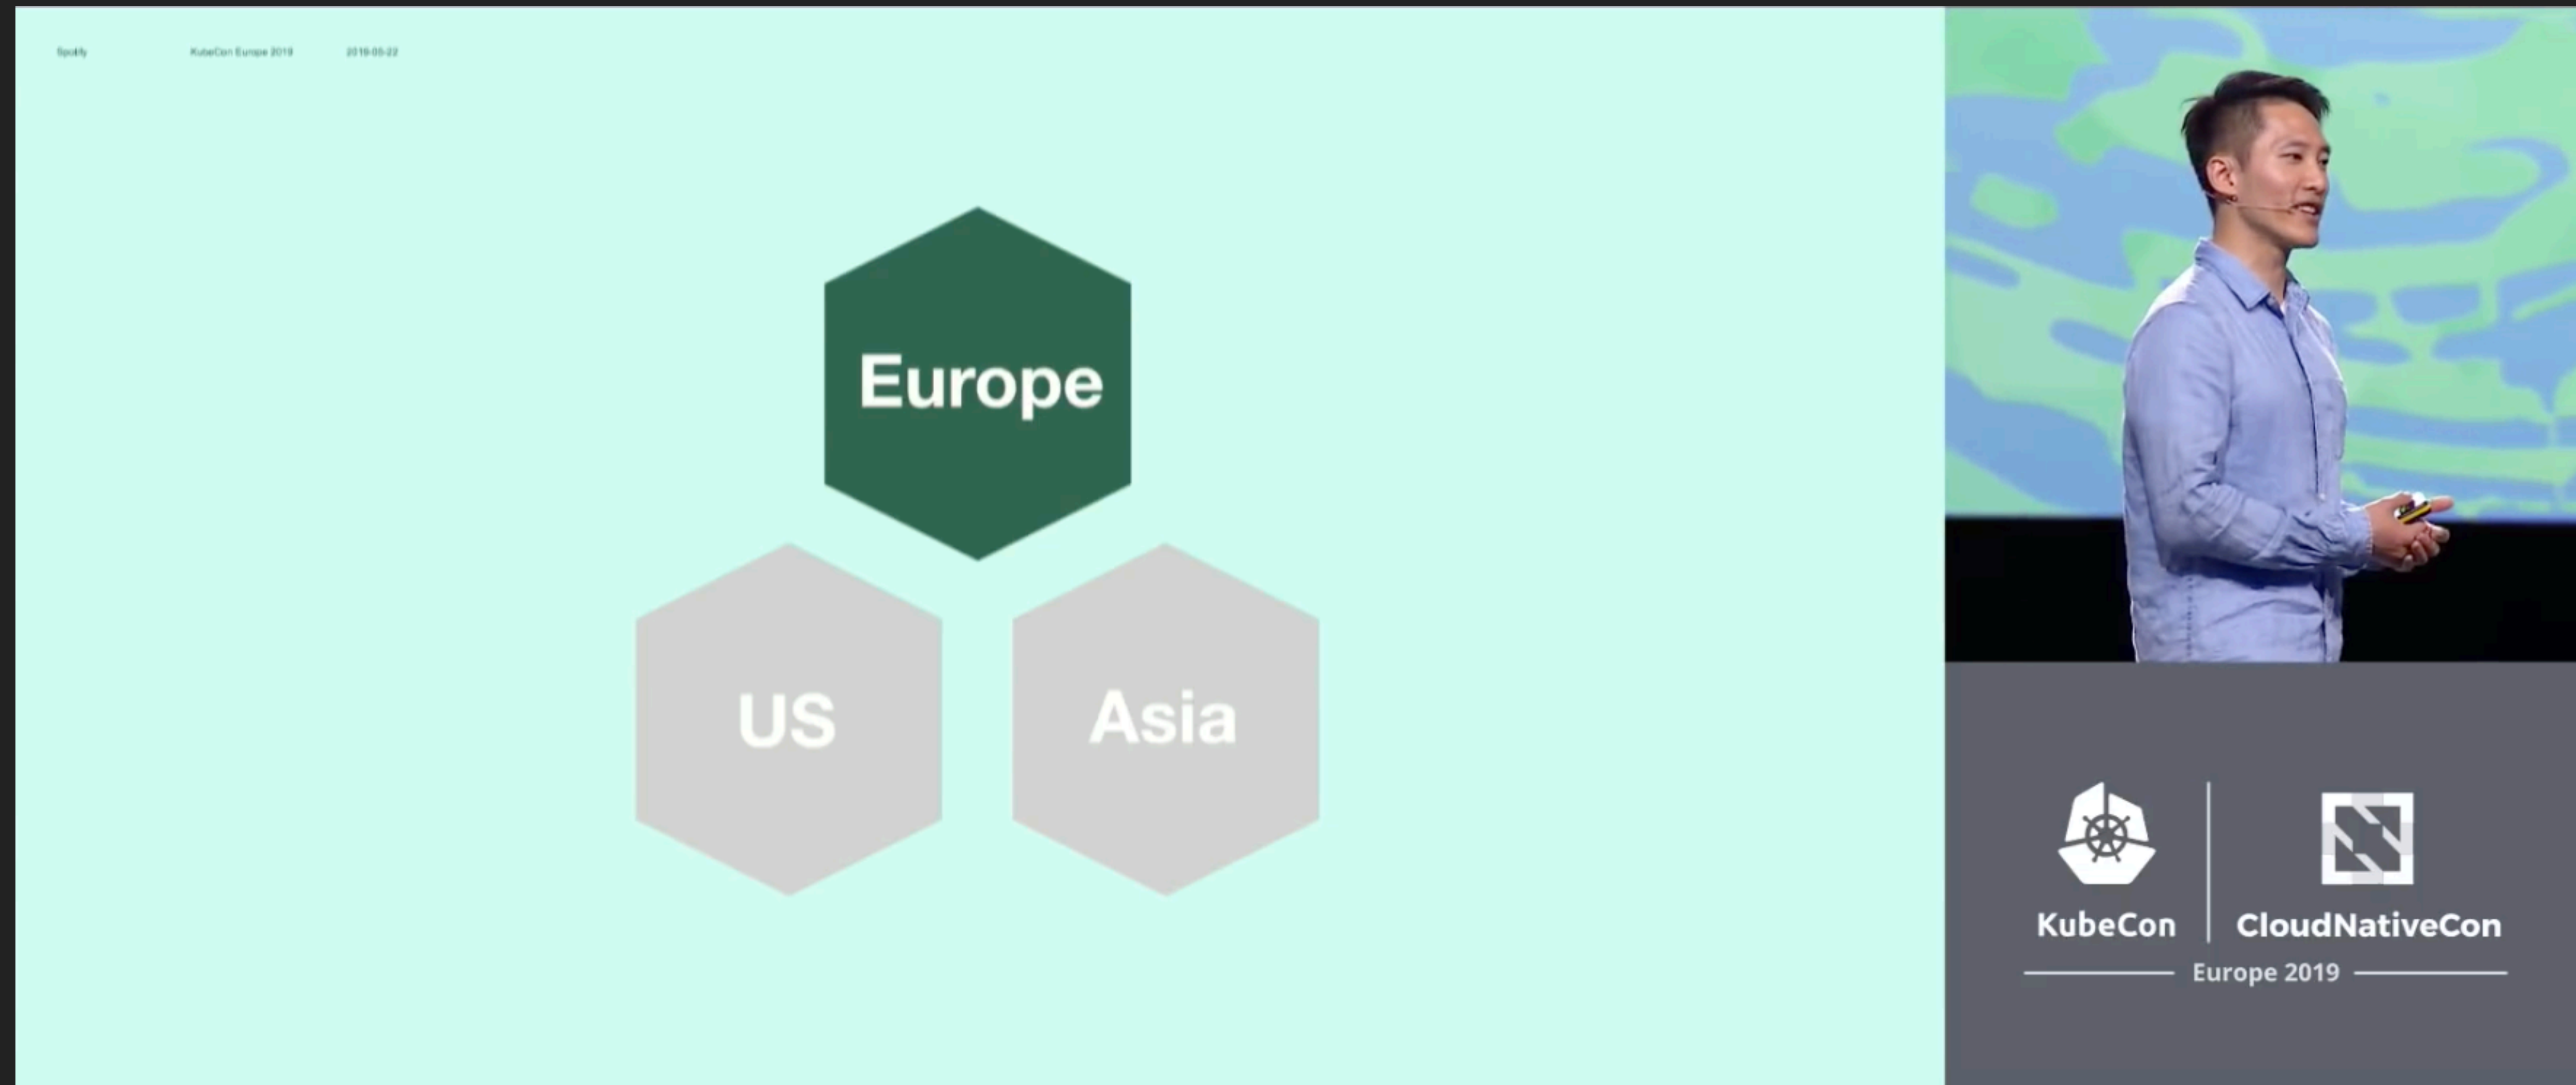 Spotify KubeCon Europe 2019 2019-05-22
Europe
US Asia
KubeCon CloudNativeCon
Europe 2019